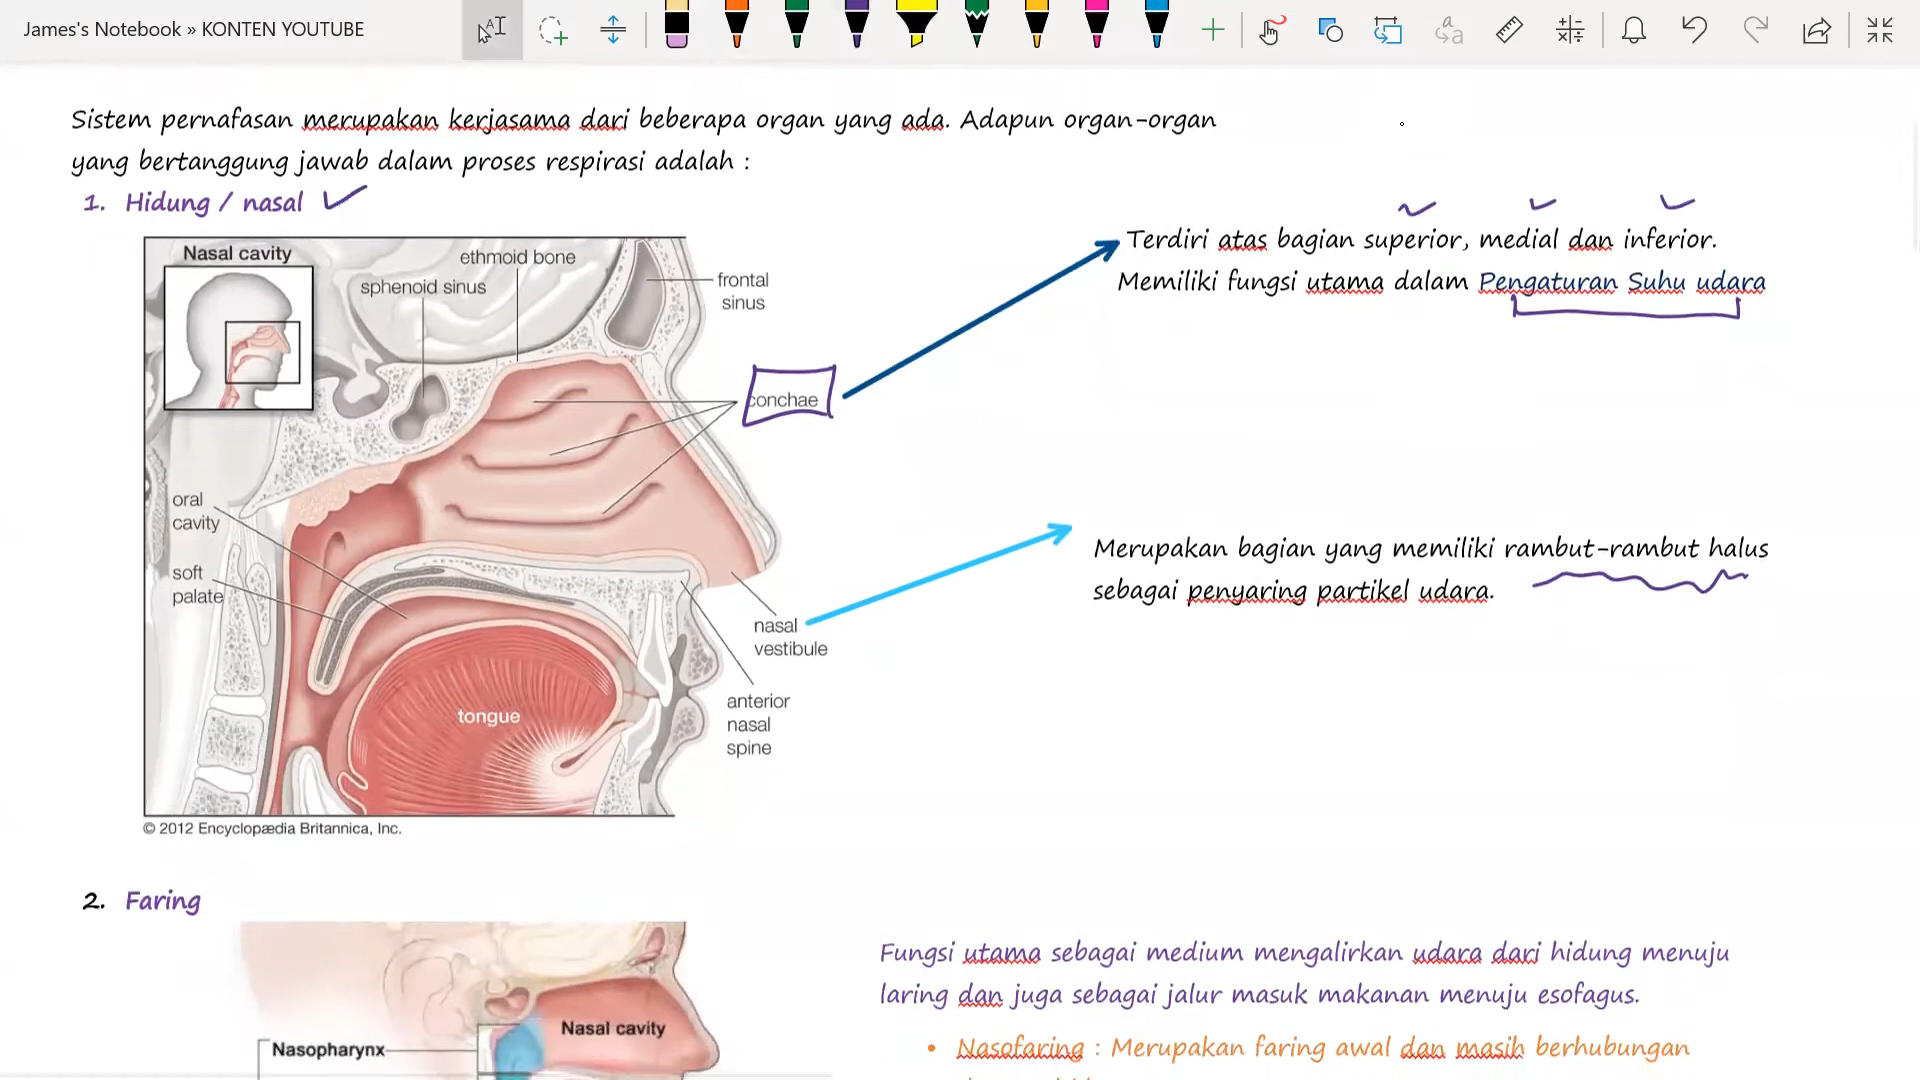 James's Notebook » KONTEN YOUTUBE
Sistem pernafasan merupakan kerjasama dari beberapa organ yang ada. Adapun organ-organ
yang bertanggung jawab dalam proses respirasi adalah :
1. Hidung / nasal
Nasal cavity
ethmoid bone
sphenoid sinus
frontal
sinus
conchae
oral
cavity
soft
palate
nasal
vestibule
anterior
nasal
spine
tongue
© 2012 Encyclopædia Britannica, Inc.
Terdiri atas bagian superior, medial dan inferior.
Memiliki fungsi utama dalam Pengaturan Suhu udara
Merupakan bagian yang memiliki rambut-rambut halus
sebagai penyaring partikel udara.
2. Faring
Nasal cavity
Nasopharynx
Fungsi utama sebagai medium mengalirkan udara dari hidung menuju
laring dan juga sebagai jalur masuk makanan menuju esofagus.
• Nasofaring : Merupakan faring awal dan masih berhubungan